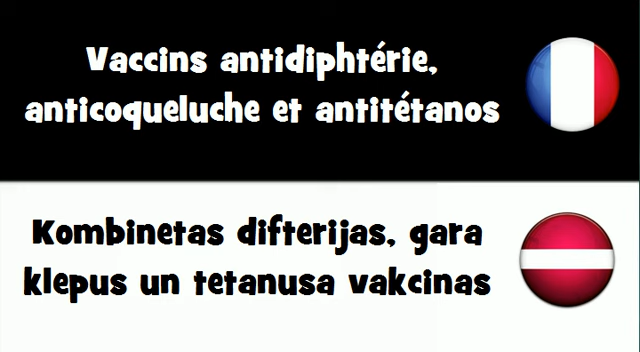 Vaccins antidiphtérie,
anticoqueluche et antitétanos
Kombinetas difterijas, gara
klepus un tetanusa vakcinas